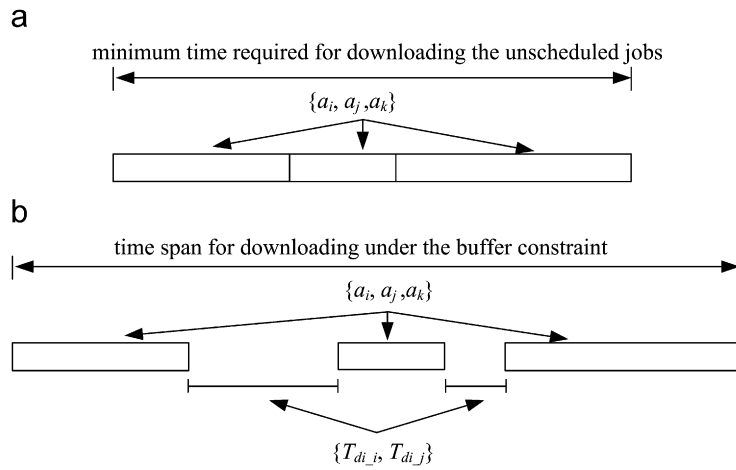 a
minimum time required for downloading the unscheduled jobs
{a_i, a_j ,a_k}
b
time span for downloading under the buffer constraint
{a_i, a_j ,a_k}
{T_di_i, T_di_j}